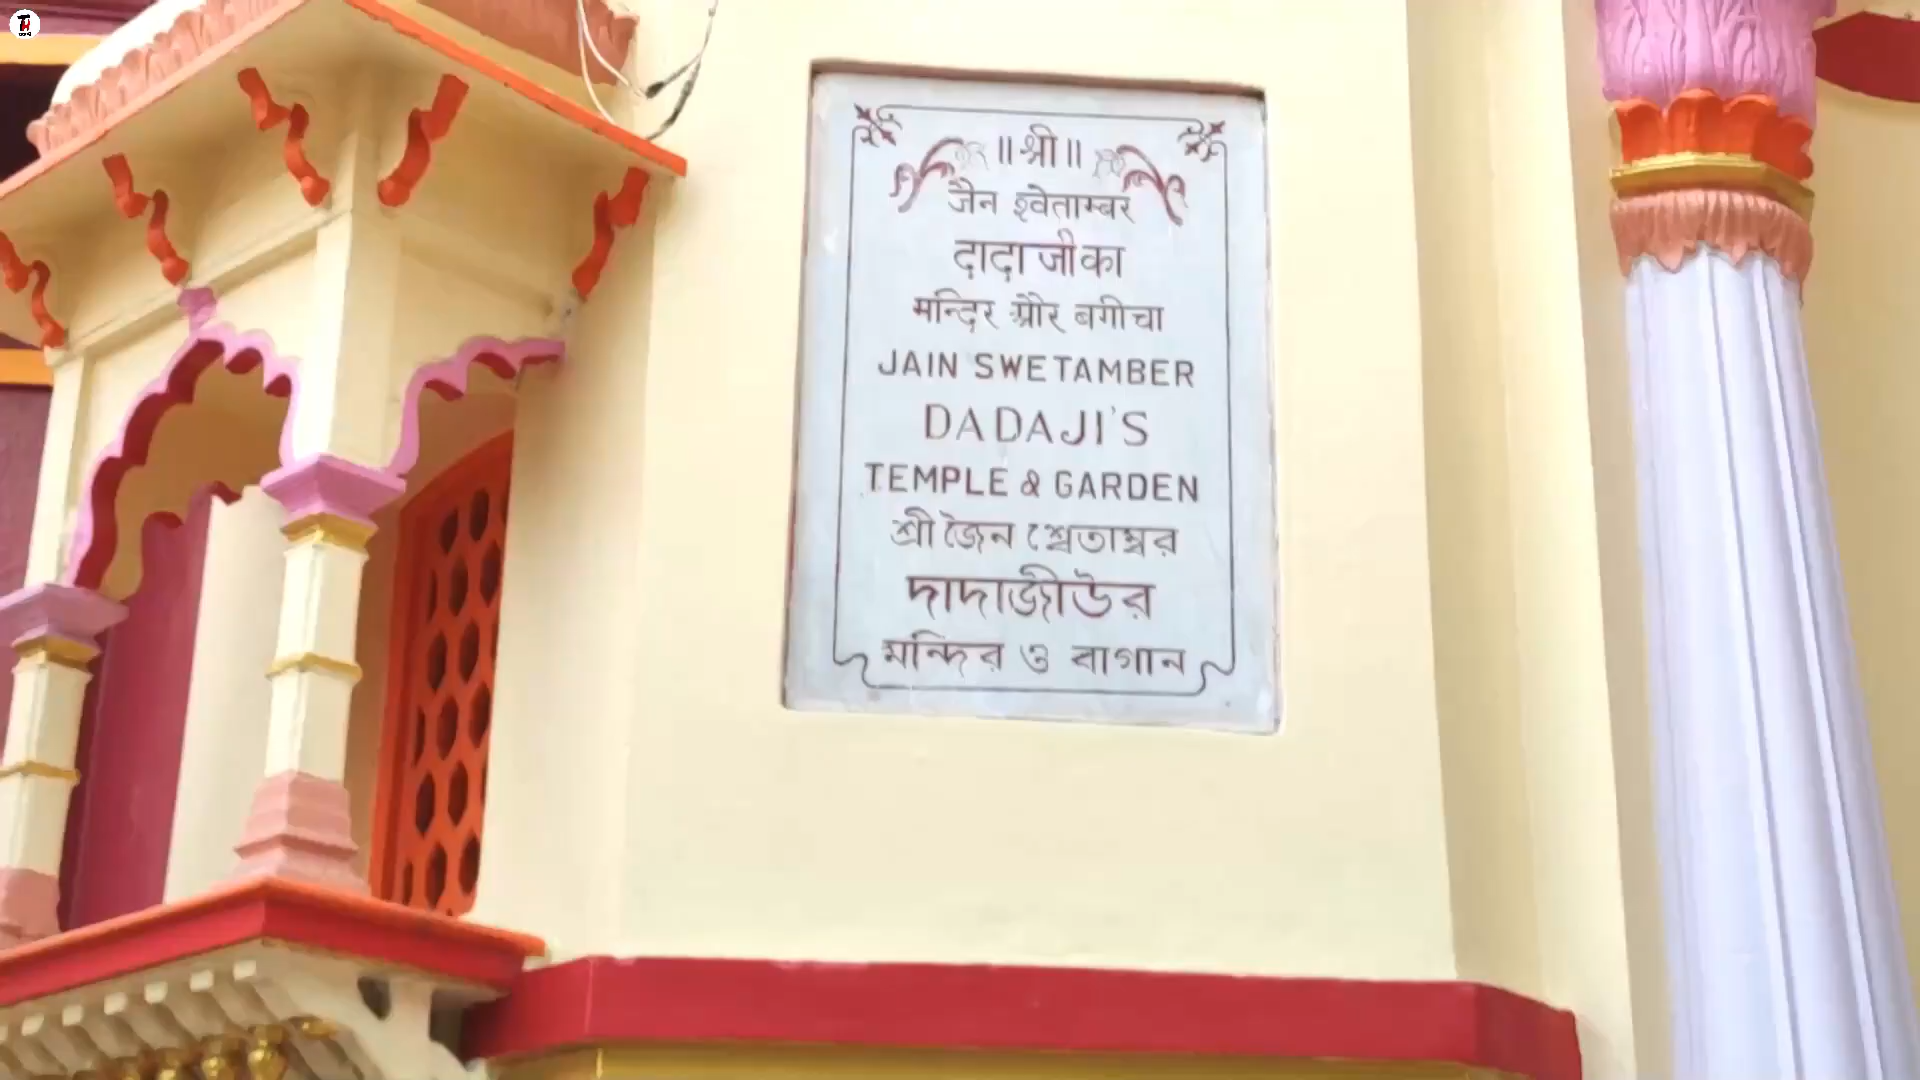 ॥ श्री ॥
जैन श्वेताम्बर
दादाजी का
मन्दिर और बगीचा
JAIN SWETAMBER
DADAJI'S
TEMPLE & GARDEN
শ্রী জৈন শ্বেতাম্বর
দাদাজীউর
মন্দির ও বাগান